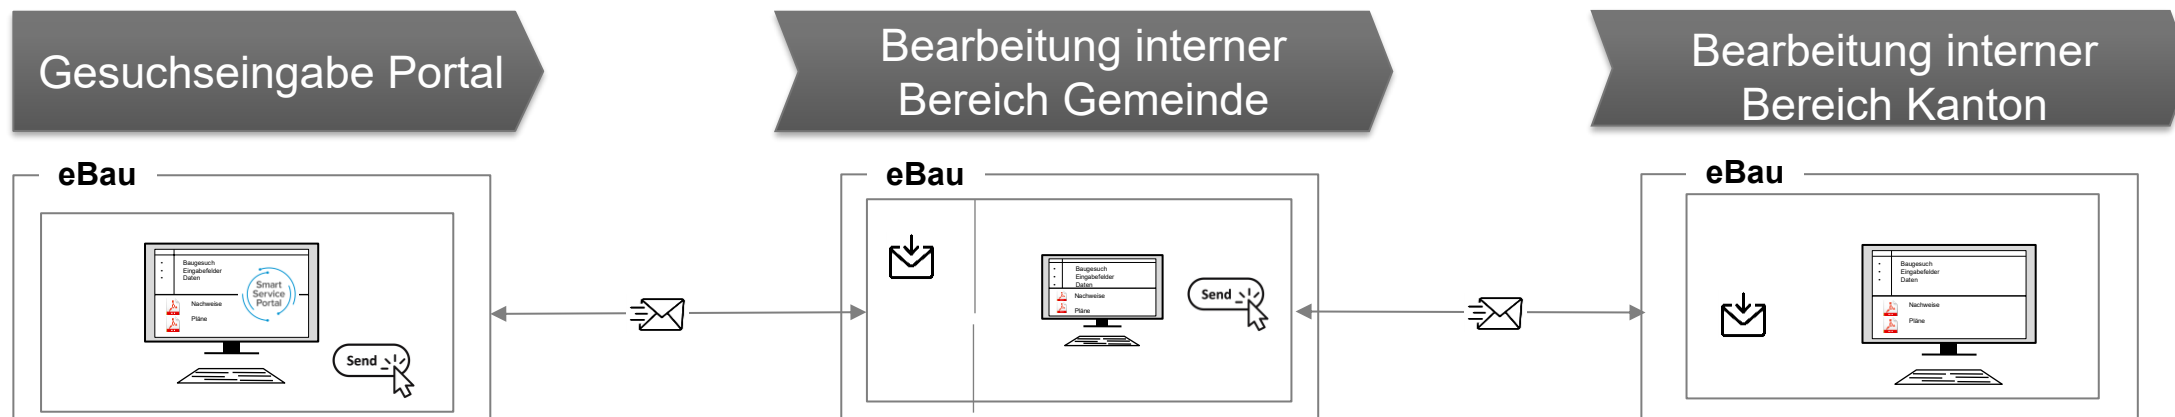 Gesuchseingabe Portal
Bearbeitung interner
Bereich Gemeinde
Bearbeitung interner
Bereich Kanton
eBau
• Baugesuch
• Eingabefelder
• Daten
Smart
Service
Portal
Nachweise
Pläne
Send
eBau
• Baugesuch
• Eingabefelder
• Daten
Nachweise
Pläne
Send
eBau
• Baugesuch
• Eingabefelder
• Daten
Nachweise
Pläne